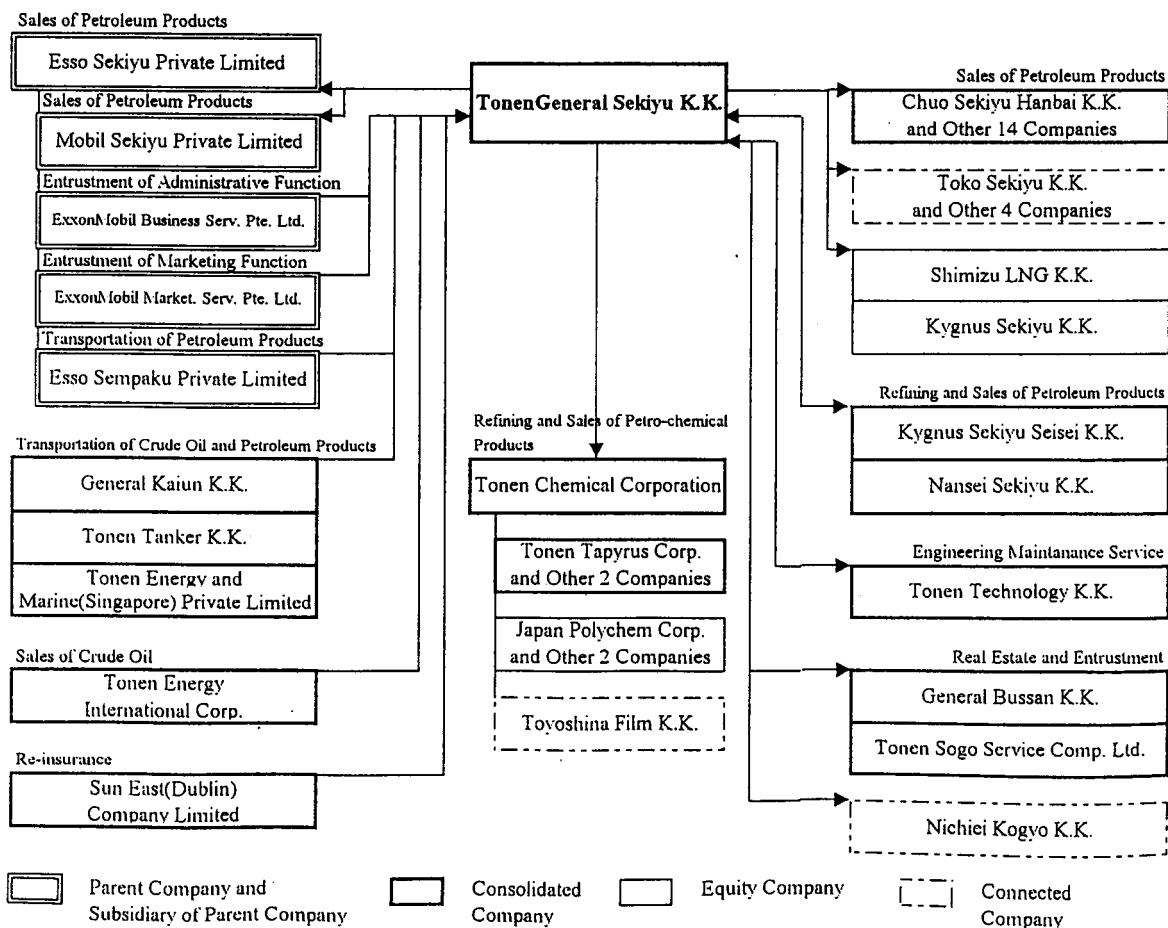 Sales of Petroleum Products
Esso Sekiyu Private Limited
Sales of Petroleum Products
Mobil Sekiyu Private Limited
Entrustment of Administrative Function
ExxonMobil Business Serv. Pte. Ltd.
Entrustment of Marketing Function
ExxonMobil Market. Serv. Pte. Ltd.
Transportation of Petroleum Products
Esso Sempaku Private Limited
Transportation of Crude Oil and Petroleum Products
General Kaiun K.K.
Tonen Tanker K.K.
Tonen Energy and
Marine(Singapore) Private Limited
Sales of Crude Oil
Tonen Energy
International Corp.
Re-insurance
Sun East(Dublin)
Company Limited
TonenGeneral Sekiyu K.K.
Refining and Sales of Petro-chemical
Products
Tonen Chemical Corporation
Tonen Tapyrus Corp.
and Other 2 Companies
Japan Polychem Corp.
and Other 2 Companies
Toyoshina Film K.K.
Sales of Petroleum Products
Chuo Sekiyu Hanbai K.K.
and Other 14 Companies
Toko Sekiyu K.K.
and Other 4 Companies
Shimizu LNG K.K.
Kygnus Sekiyu K.K.
Refining and Sales of Petroleum Products
Kygnus Sekiyu Seisei K.K.
Nansei Sekiyu K.K.
Engineering Maintanance Service
Tonen Technology K.K.
Real Estate and Entrustment
General Bussan K.K.
Tonen Sogo Service Comp. Ltd.
Nichiei Kogyo K.K.
Parent Company and
Subsidiary of Parent Company
Consolidated
Company
Equity Company
Connected
Company